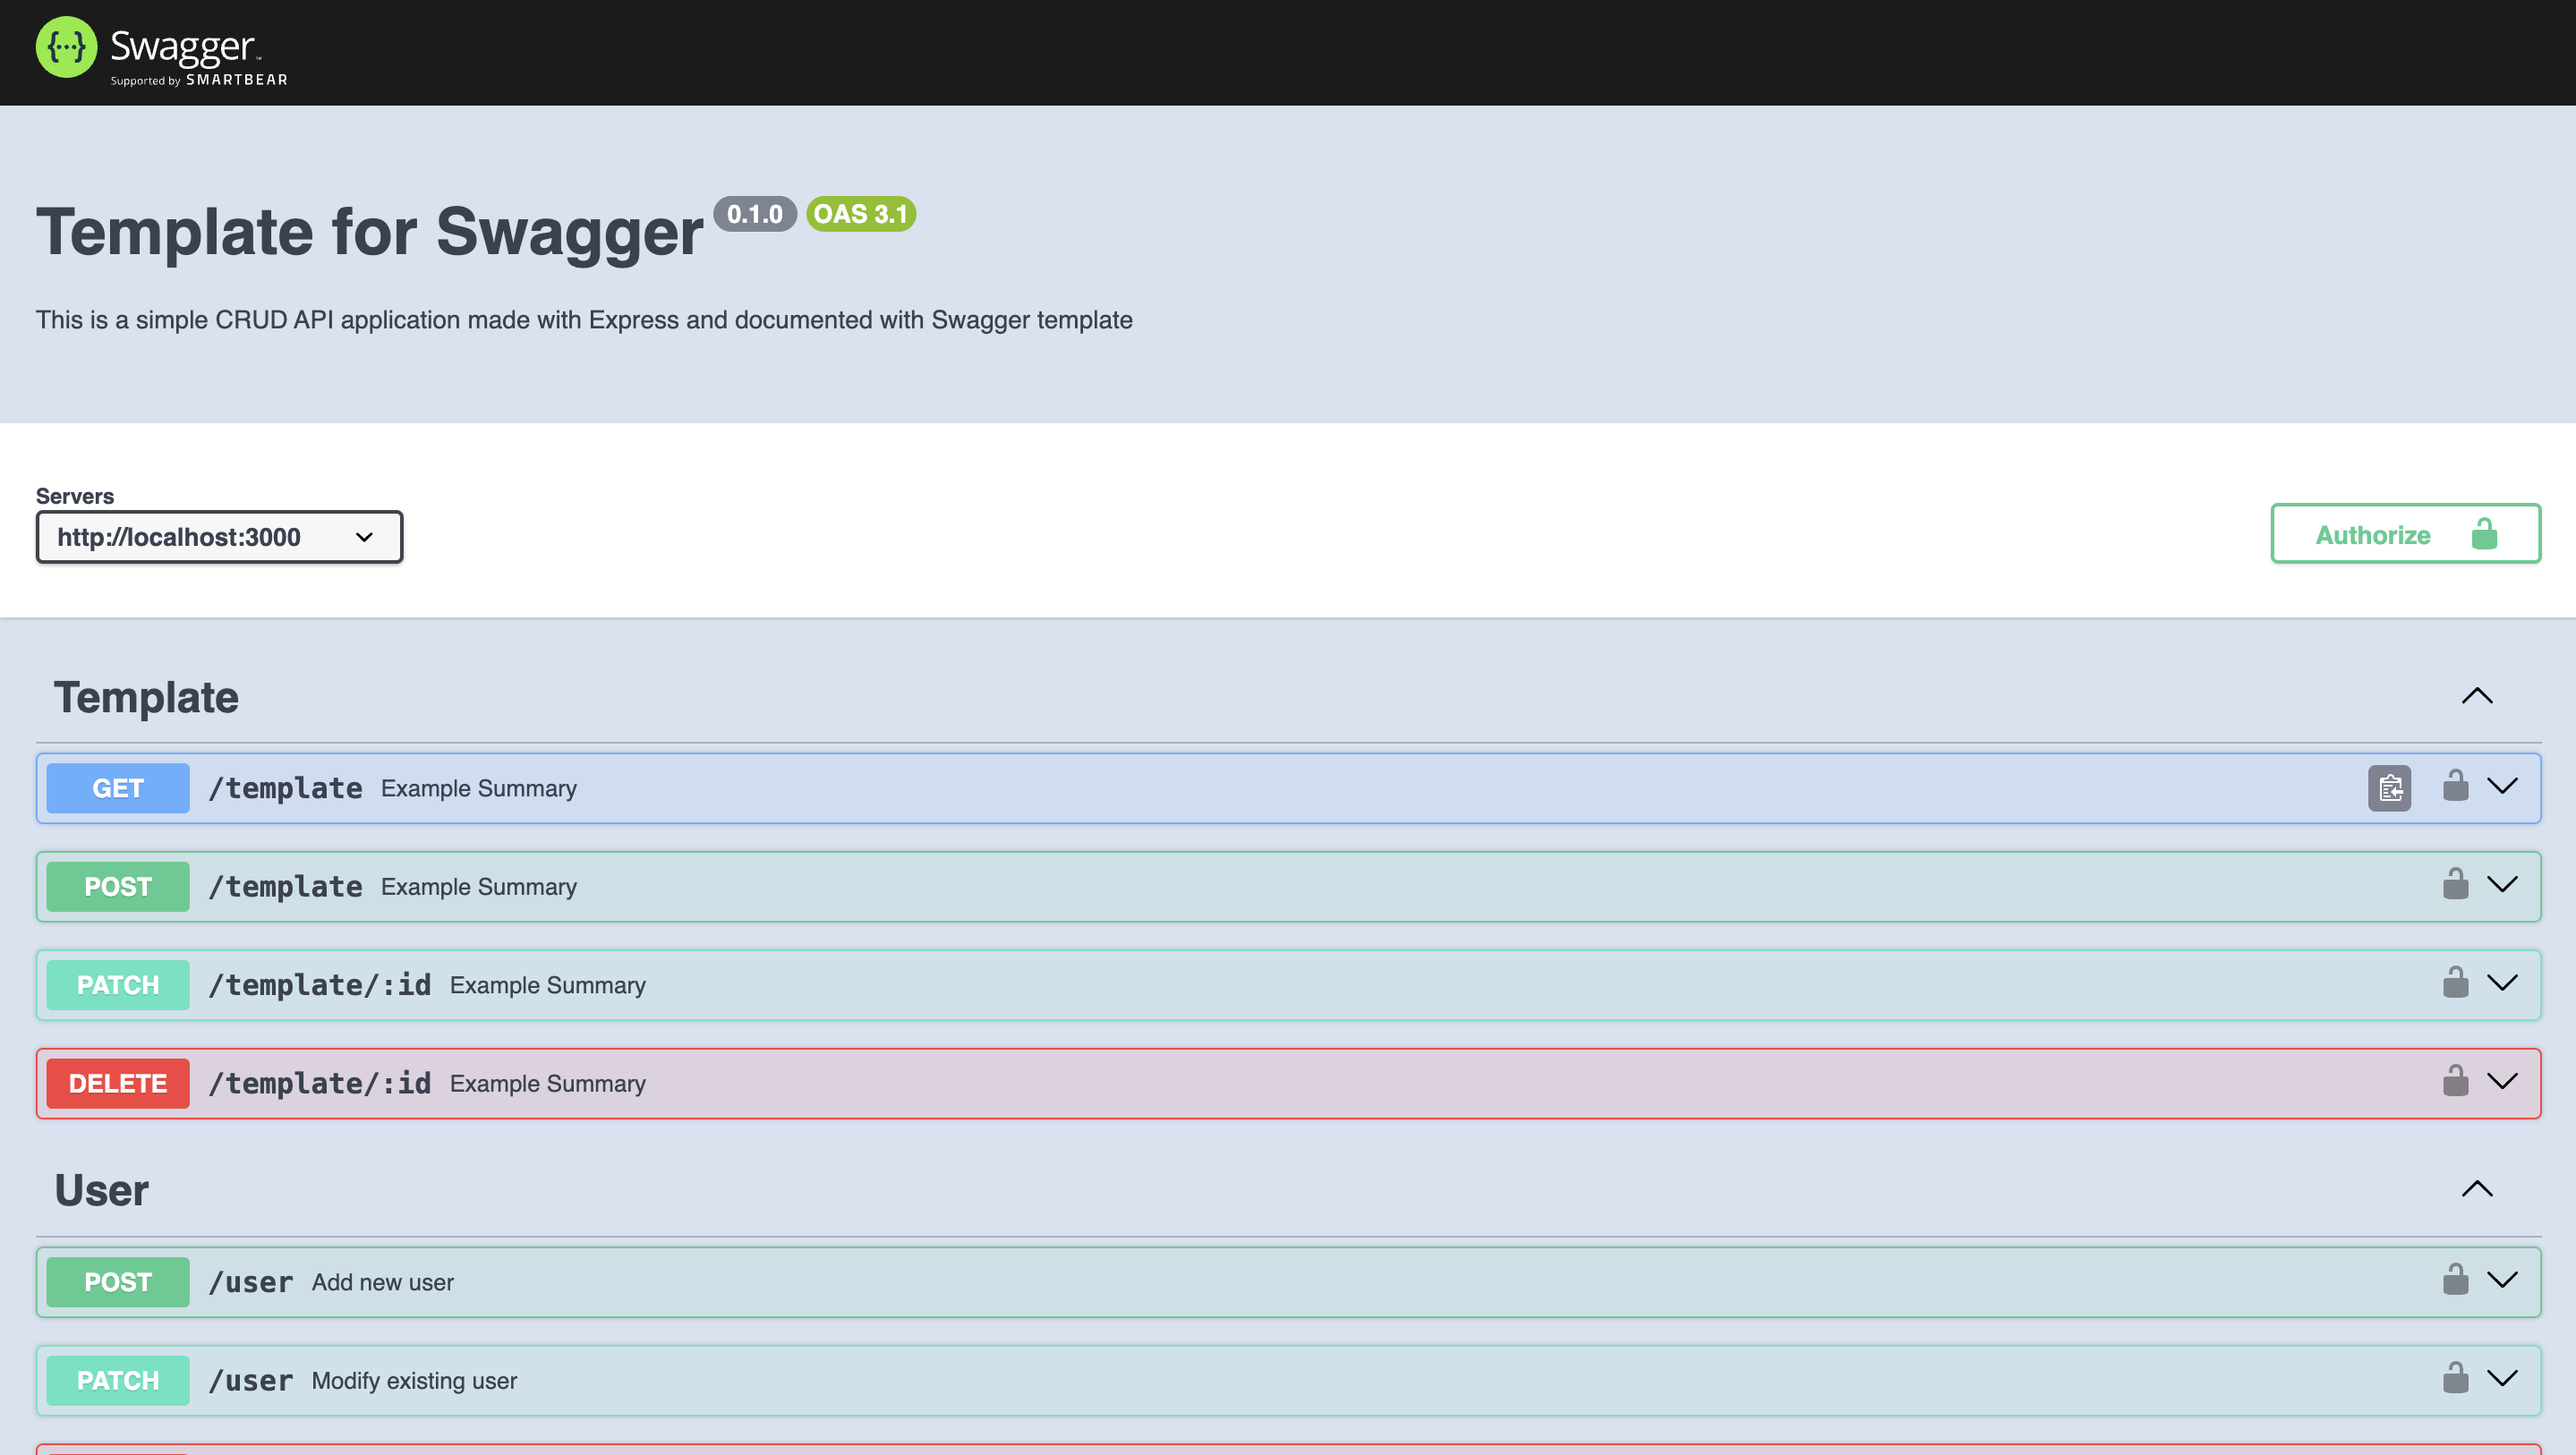 {···} Swagger™
Supported by SMARTBEAR
Template for Swagger 0.1.0 OAS 3.1
This is a simple CRUD API application made with Express and documented with Swagger template
Servers
http://localhost:3000
Authorize
Template
GET /template Example Summary
POST /template Example Summary
PATCH /template/:id Example Summary
DELETE /template/:id Example Summary
User
POST /user Add new user
PATCH /user Modify existing user